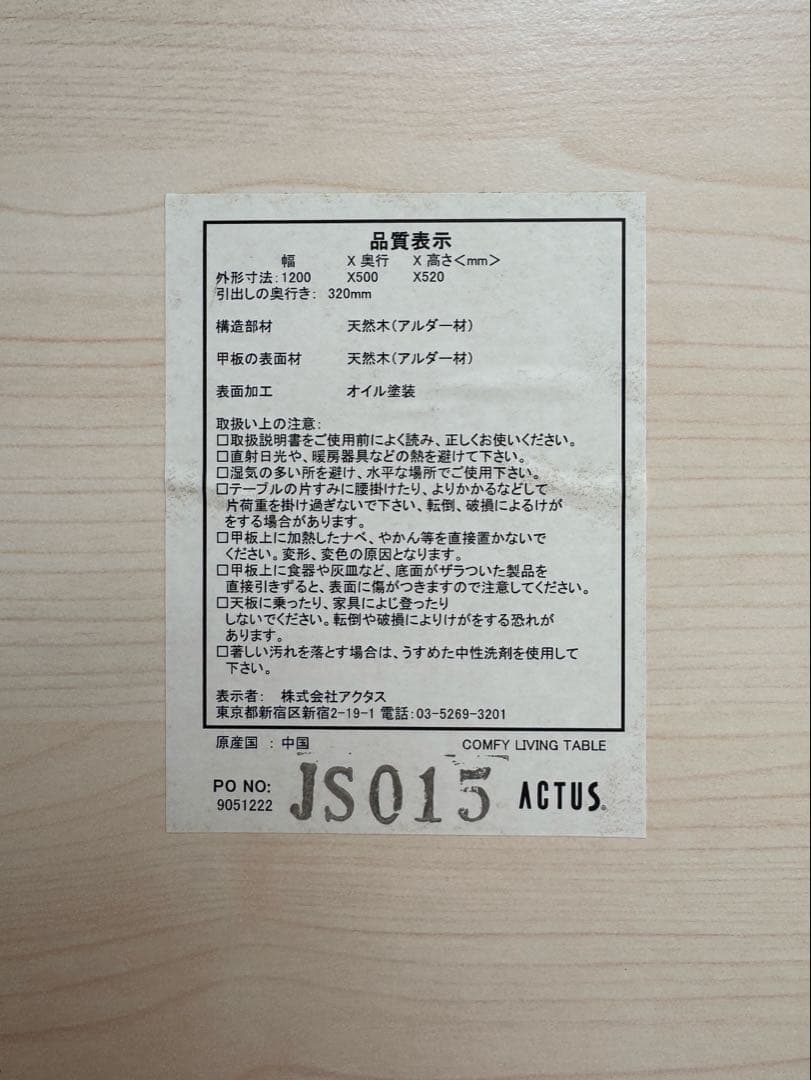 品質表示
幅 X 奥行 X 高さ<mm>
外形寸法:1200 X500 X520
引出しの奥行き: 320mm
構造部材 天然木(アルダー材)
甲板の表面材 天然木(アルダー材)
表面加工 オイル塗装
取扱い上の注意:
□取扱説明書をご使用前によく読み、正しくお使いください。
□直射日光や、暖房器具などの熱を避けて下さい。
□湿気の多い所を避け、水平な場所でご使用下さい。
□テーブルの片すみに腰掛けたり、よりかかるなどして
片荷重を掛け過ぎないで下さい、転倒、破損によるけが
をする場合があります。
□甲板上に加熱したナベ、やかん等を直接置かないで
ください。変形、変色の原因となります。
□甲板上に食器や灰皿など、底面がザラついた製品を
直接引きずると、表面に傷がつきますので注意してください。
□天板に乗ったり、家具によじ登ったり
しないでください。転倒や破損によりけがをする恐れが
あります。
□著しい汚れを落とす場合は、うすめた中性洗剤を使用して
下さい。
表示者: 株式会社アクタス
東京都新宿区新宿2-19-1 電話:03-5269-3201
原産国 : 中国 COMFY LIVING TABLE
PO NO: JS015 ACTUS®
9051222